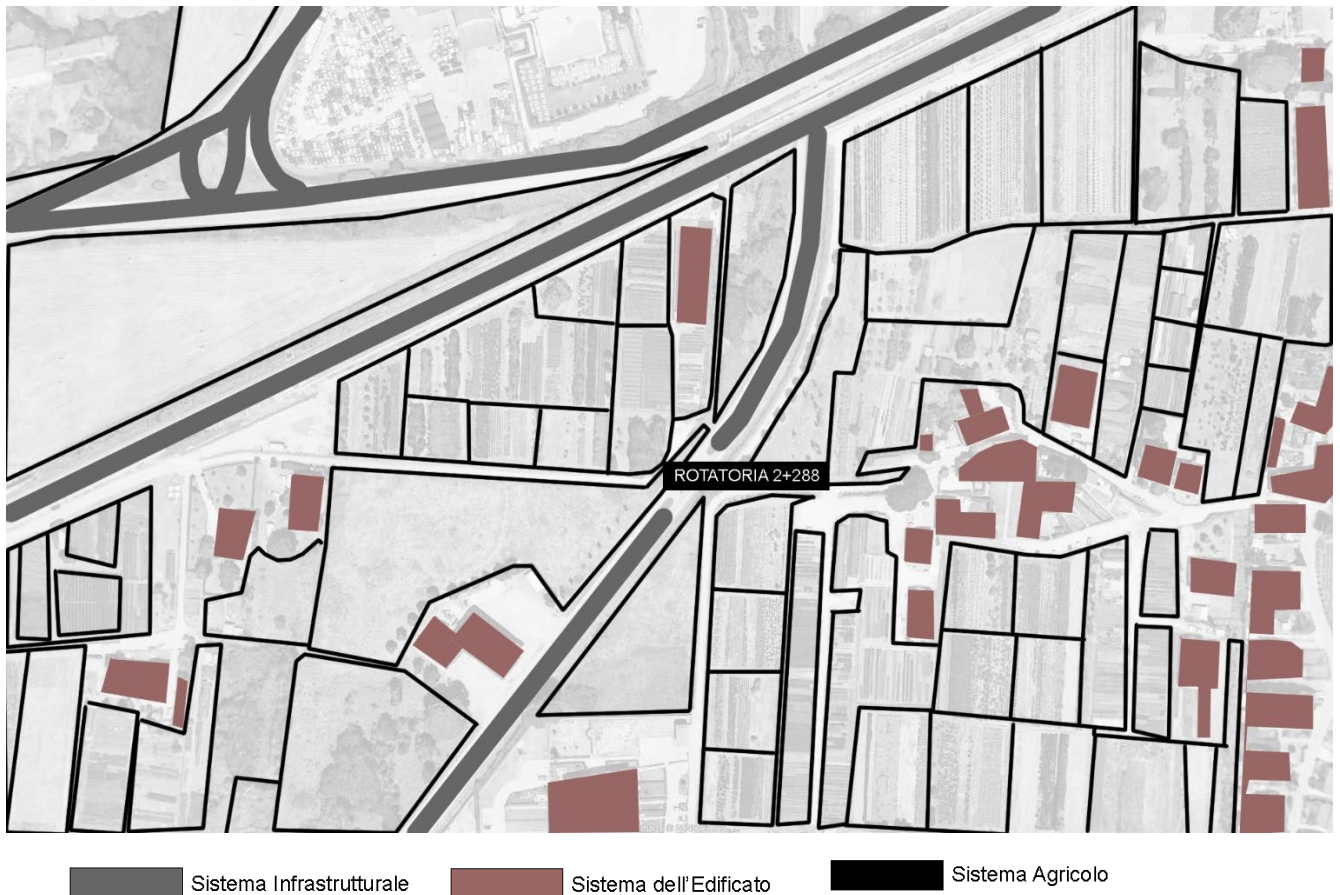 ROTATORIA 2+288
Sistema Infrastrutturale
Sistema dell'Edificato
Sistema Agricolo